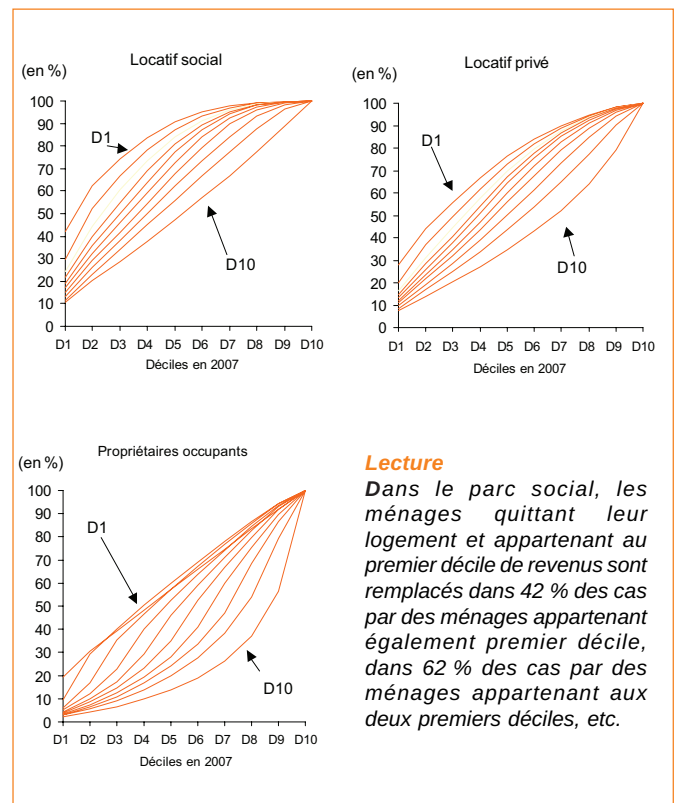 Locatif social
(en %)
100
90
80
70
60
50
40
30
20
10
0
D1
D10
D1 D2 D3 D4 D5 D6 D7 D8 D9 D10
Déciles en 2007
Locatif privé
(en %)
100
90
80
70
60
50
40
30
20
10
0
D1
D10
D1 D2 D3 D4 D5 D6 D7 D8 D9 D10
Déciles en 2007
Propriétaires occupants
(en %)
100
90
80
70
60
50
40
30
20
10
0
D1
D10
D1 D2 D3 D4 D5 D6 D7 D8 D9 D10
Déciles en 2007
Lecture
Dans le parc social, les
ménages quittant leur
logement et appartenant au
premier décile de revenus sont
remplacés dans 42 % des cas
par des ménages appartenant
également premier décile,
dans 62 % des cas par des
ménages appartenant aux
deux premiers déciles, etc.